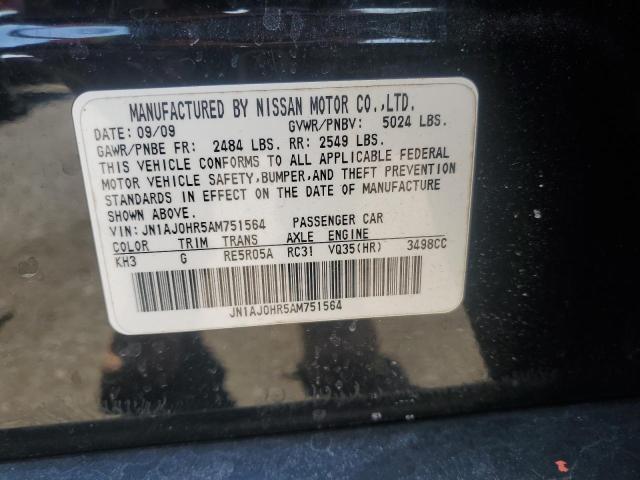 MANUFACTURED BY NISSAN MOTOR CO.,LTD.
DATE: 09/09 GVWR/PNBV: 5024 LBS.
GAWR/PNBE FR: 2484 LBS. RR: 2549 LBS.
THIS VEHICLE CONFORMS TO ALL APPLICABLE FEDERAL
MOTOR VEHICLE SAFETY,BUMPER,AND THEFT PREVENTION
STANDARDS IN EFFECT ON THE DATE OF MANUFACTURE
SHOWN ABOVE.
VIN: JN1AJ0HR5AM751564 PASSENGER CAR
COLOR TRIM TRANS AXLE ENGINE
KH3 G RE5R05A RC31 VQ35(HR) 3498CC
JN1AJ0HR5AM751564